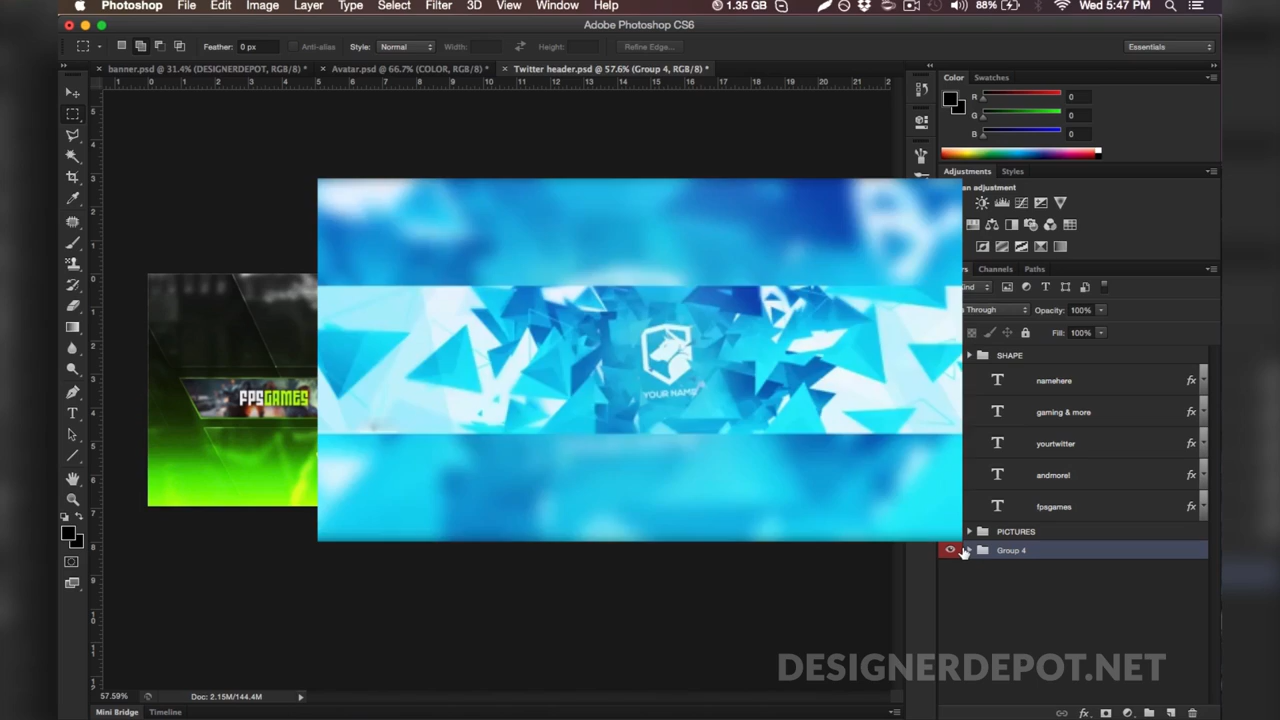 Photoshop File Edit Image Layer Type Select Filter 3D View Window Help 1.35 GB 88% Wed 5:47 PM
Adobe Photoshop CS6
Feather: 0 px Anti-alias Style: Normal Width: Height: Refine Edge... Essentials
banner.psd @ 31.4% (DESIGNERDEPOT, RGB/8) * Avatar.psd @ 66.7% (COLOR, RGB/8) * Twitter header.psd @ 57.6% (Group 4, RGB/8) *
Color Swatches
R 0
G 0
B 0
Adjustments Styles
an adjustment
Channels Paths
Through Opacity: 100%
Fill: 100%
SHAPE
namehere
gaming & more
yourtwitter
andmorel
fpsgames
PICTURES
Group 4
FPSGAMES
YOUR NAME
DESIGNERDEPOT.NET
57.59% Doc: 2.15M/144.4M
Mini Bridge Timeline